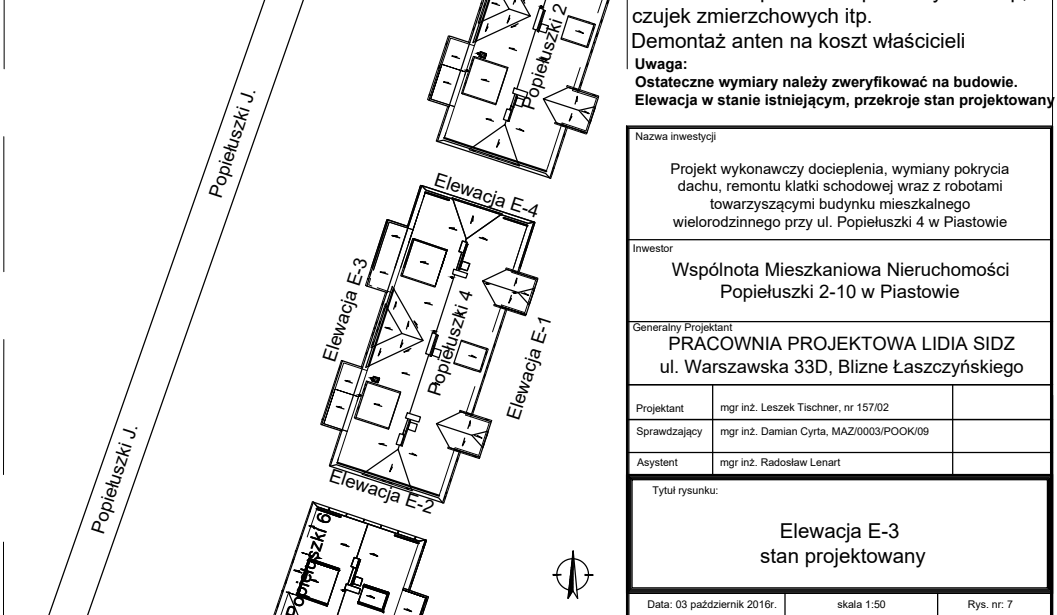 czujek zmierzchowych itp.
Demontaż anten na koszt właścicieli
Uwaga:
Ostateczne wymiary należy zweryfikować na budowie.
Elewacja w stanie istniejącym, przekroje stan projektowany
Popiełuszki J.
Popiełuszki J.
Popiełuszki 2
Elewacja E-4
Elewacja E-3
Popiełuszki 4
Elewacja E-1
Elewacja E-2
Popiełuszki 6
Nazwa inwestycji
Projekt wykonawczy docieplenia, wymiany pokrycia
dachu, remontu klatki schodowej wraz z robotami
towarzyszącymi budynku mieszkalnego
wielorodzinnego przy ul. Popiełuszki 4 w Piastowie
Inwestor
Wspólnota Mieszkaniowa Nieruchomości
Popiełuszki 2-10 w Piastowie
Generalny Projektant
PRACOWNIA PROJEKTOWA LIDIA SIDZ
ul. Warszawska 33D, Blizne Łaszczyńskiego
Projektant mgr inż. Leszek Tischner, nr 157/02
Sprawdzający mgr inż. Damian Cyrta, MAZ/0003/POOK/09
Asystent mgr inż. Radosław Lenart
Tytuł rysunku:
Elewacja E-3
stan projektowany
Data: 03 październik 2016r. skala 1:50 Rys. nr: 7